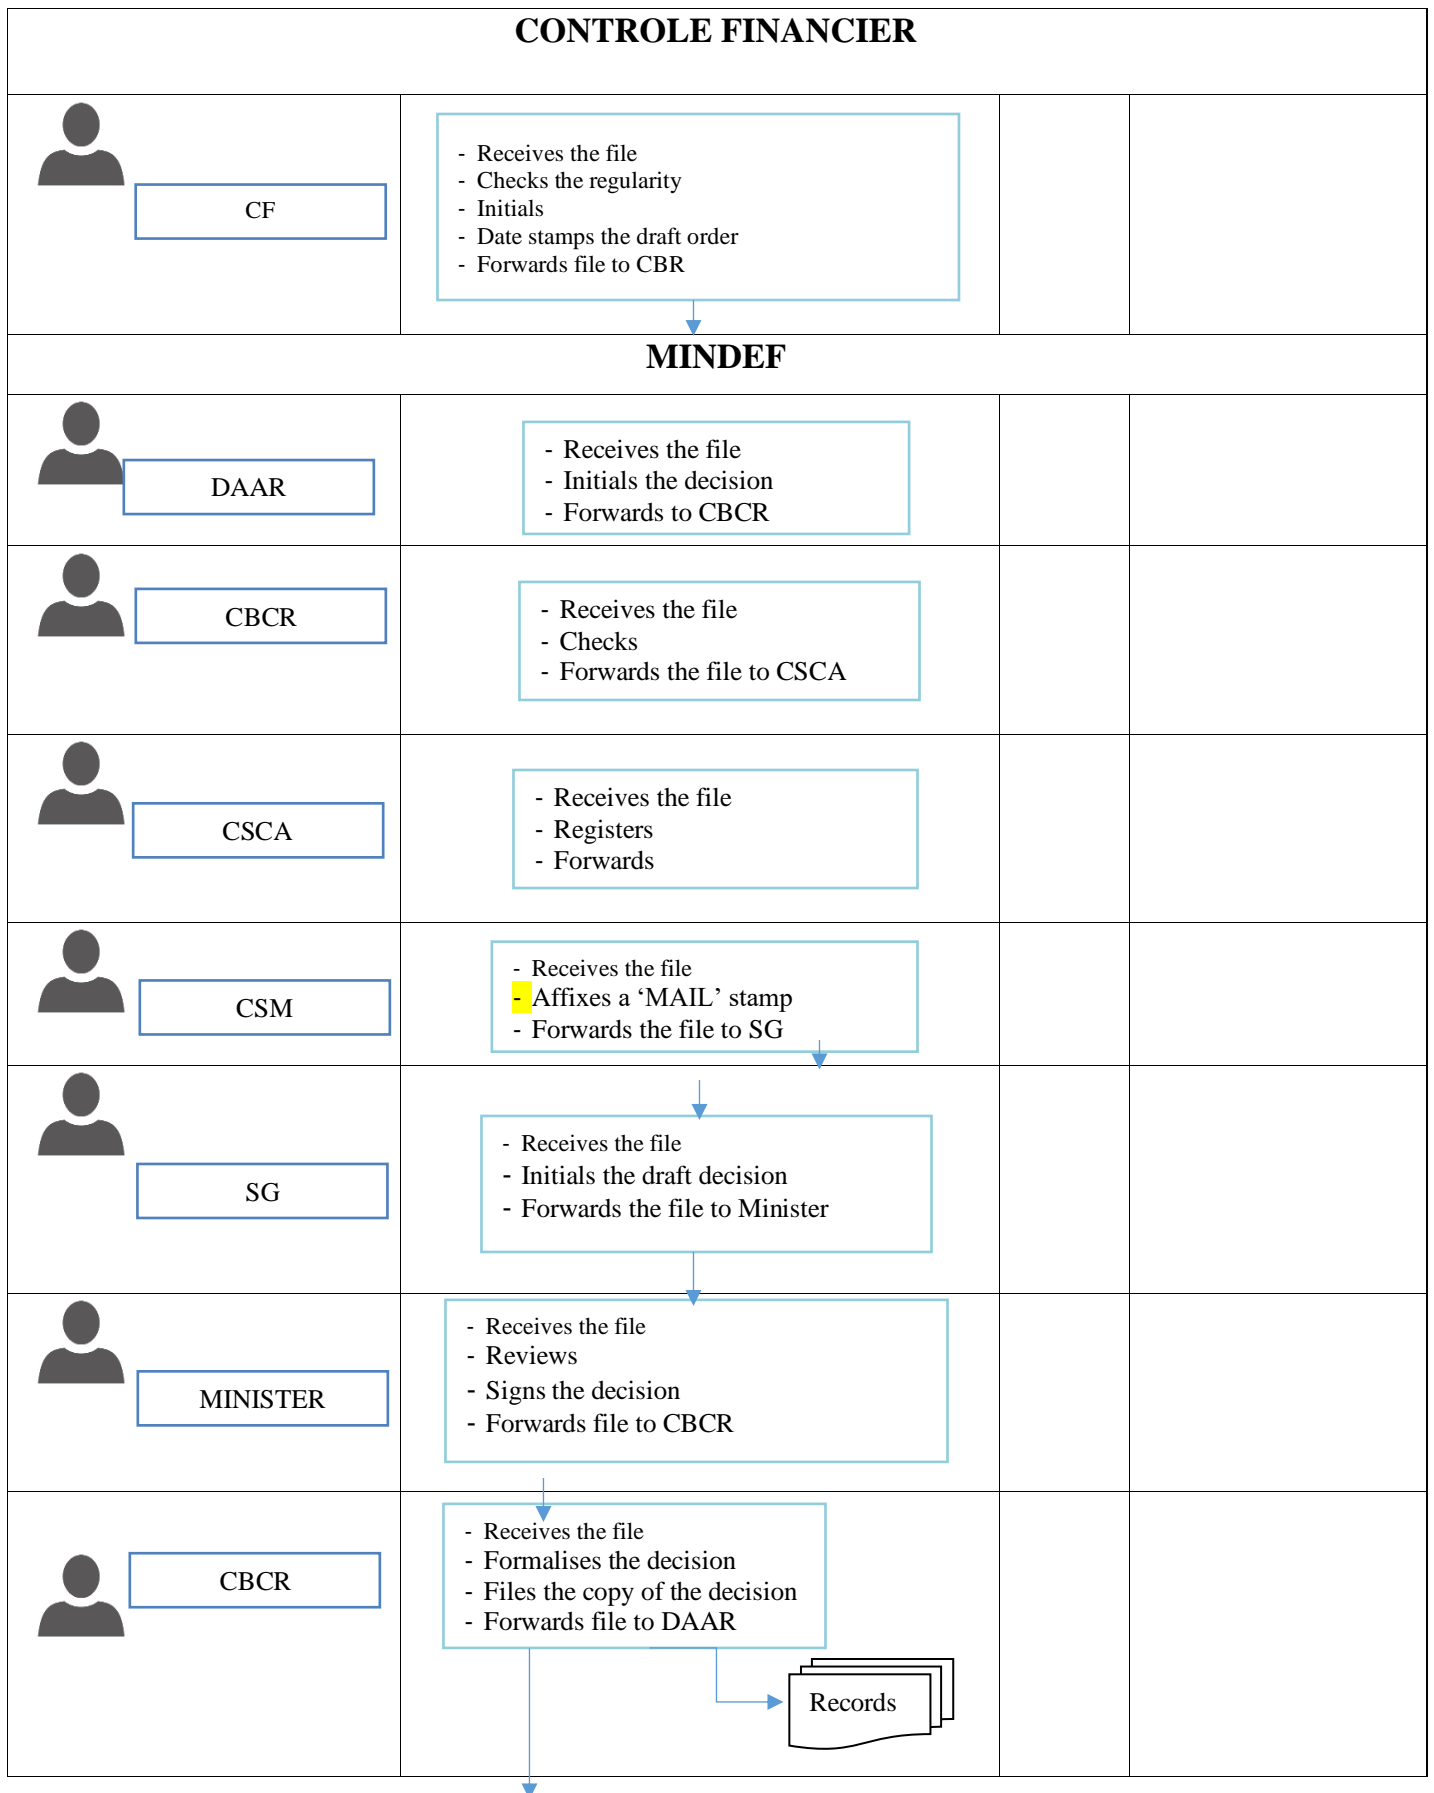 CONTROLE FINANCIER
CF
- Receives the file
- Checks the regularity
- Initials
- Date stamps the draft order
- Forwards file to CBR
MINDEF
DAAR
- Receives the file
- Initials the decision
- Forwards to CBCR
CBCR
- Receives the file
- Checks
- Forwards the file to CSCA
CSCA
- Receives the file
- Registers
- Forwards
CSM
- Receives the file
- Affixes a ‘MAIL’ stamp
- Forwards the file to SG
SG
- Receives the file
- Initials the draft decision
- Forwards the file to Minister
MINISTER
- Receives the file
- Reviews
- Signs the decision
- Forwards file to CBCR
CBCR
- Receives the file
- Formalises the decision
- Files the copy of the decision
- Forwards file to DAAR
Records